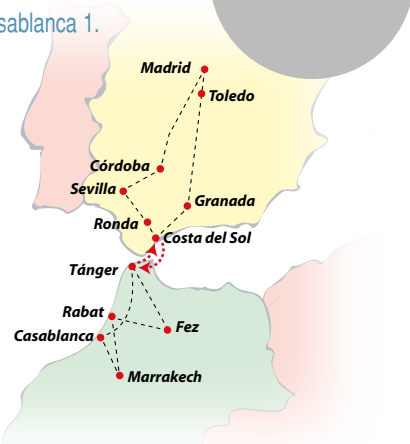 sablanca 1.
Madrid
Toledo
Córdoba
Sevilla
Granada
Ronda
Costa del Sol
Tánger
Rabat
Fez
Casablanca
Marrakech